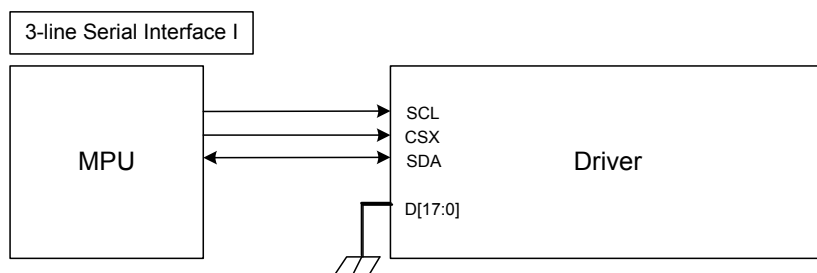 3-line Serial Interface I
MPU
SCL
CSX
SDA
Driver
D[17:0]